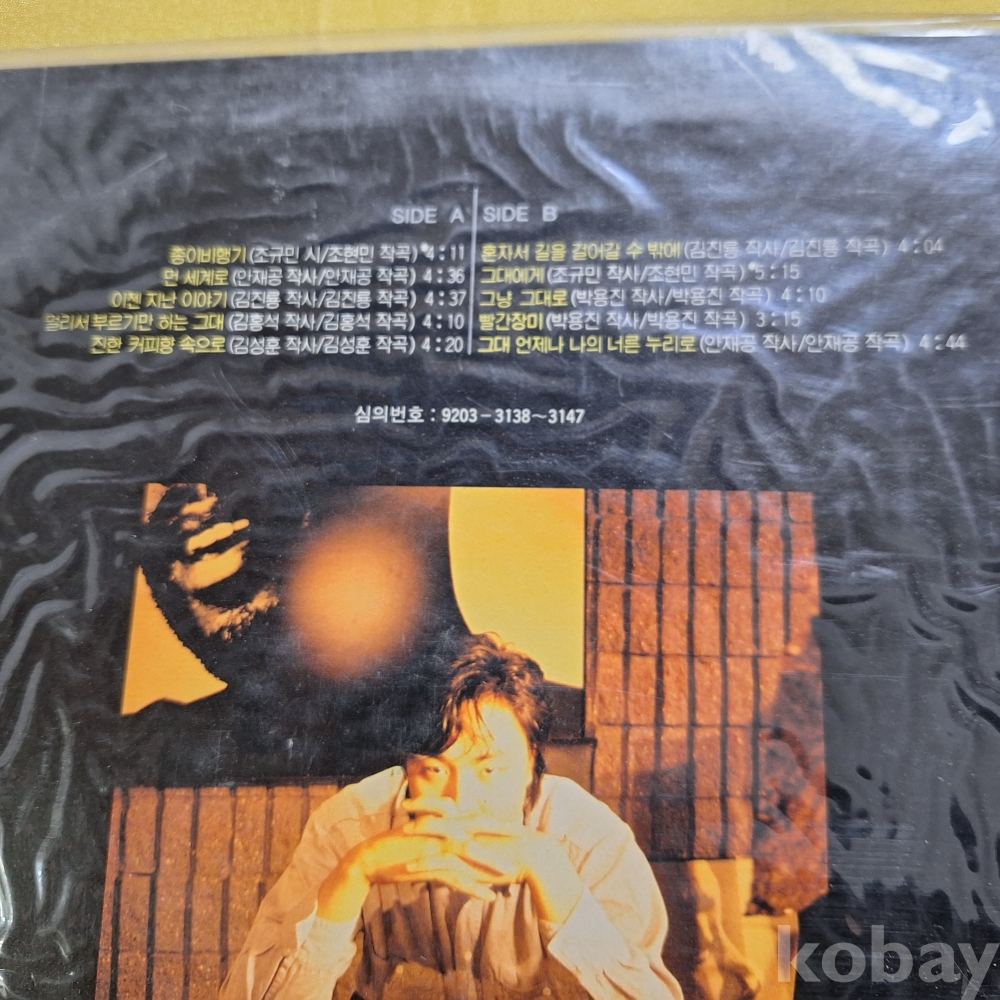 SIDE A
종이비행기 (조규민 시/조현민 작곡) 4:11
먼 세계로 (안재공 작사/안재공 작곡) 4:36
이젠 지난 이야기 (김진룡 작사/김진룡 작곡) 4:37
멀리서 부르기만 하는 그대 (김홍석 작사/김홍석 작곡) 4:10
진한 커피향 속으로 (김성훈 작사/김성훈 작곡) 4:20
SIDE B
혼자서 길을 걸어갈 수 밖에 (김진룡 작사/김진룡 작곡) 4:04
그대에게 (조규민 작사/조현민 작곡) 5:15
그냥 그대로 (박용진 작사/박용진 작곡) 4:10
빨간장미 (박용진 작사/박용진 작곡) 3:15
그대 언제나 나의 너른 누리로 (안재공 작사/안재공 작곡) 4:44
심의번호 : 9203-3138~3147
kobay